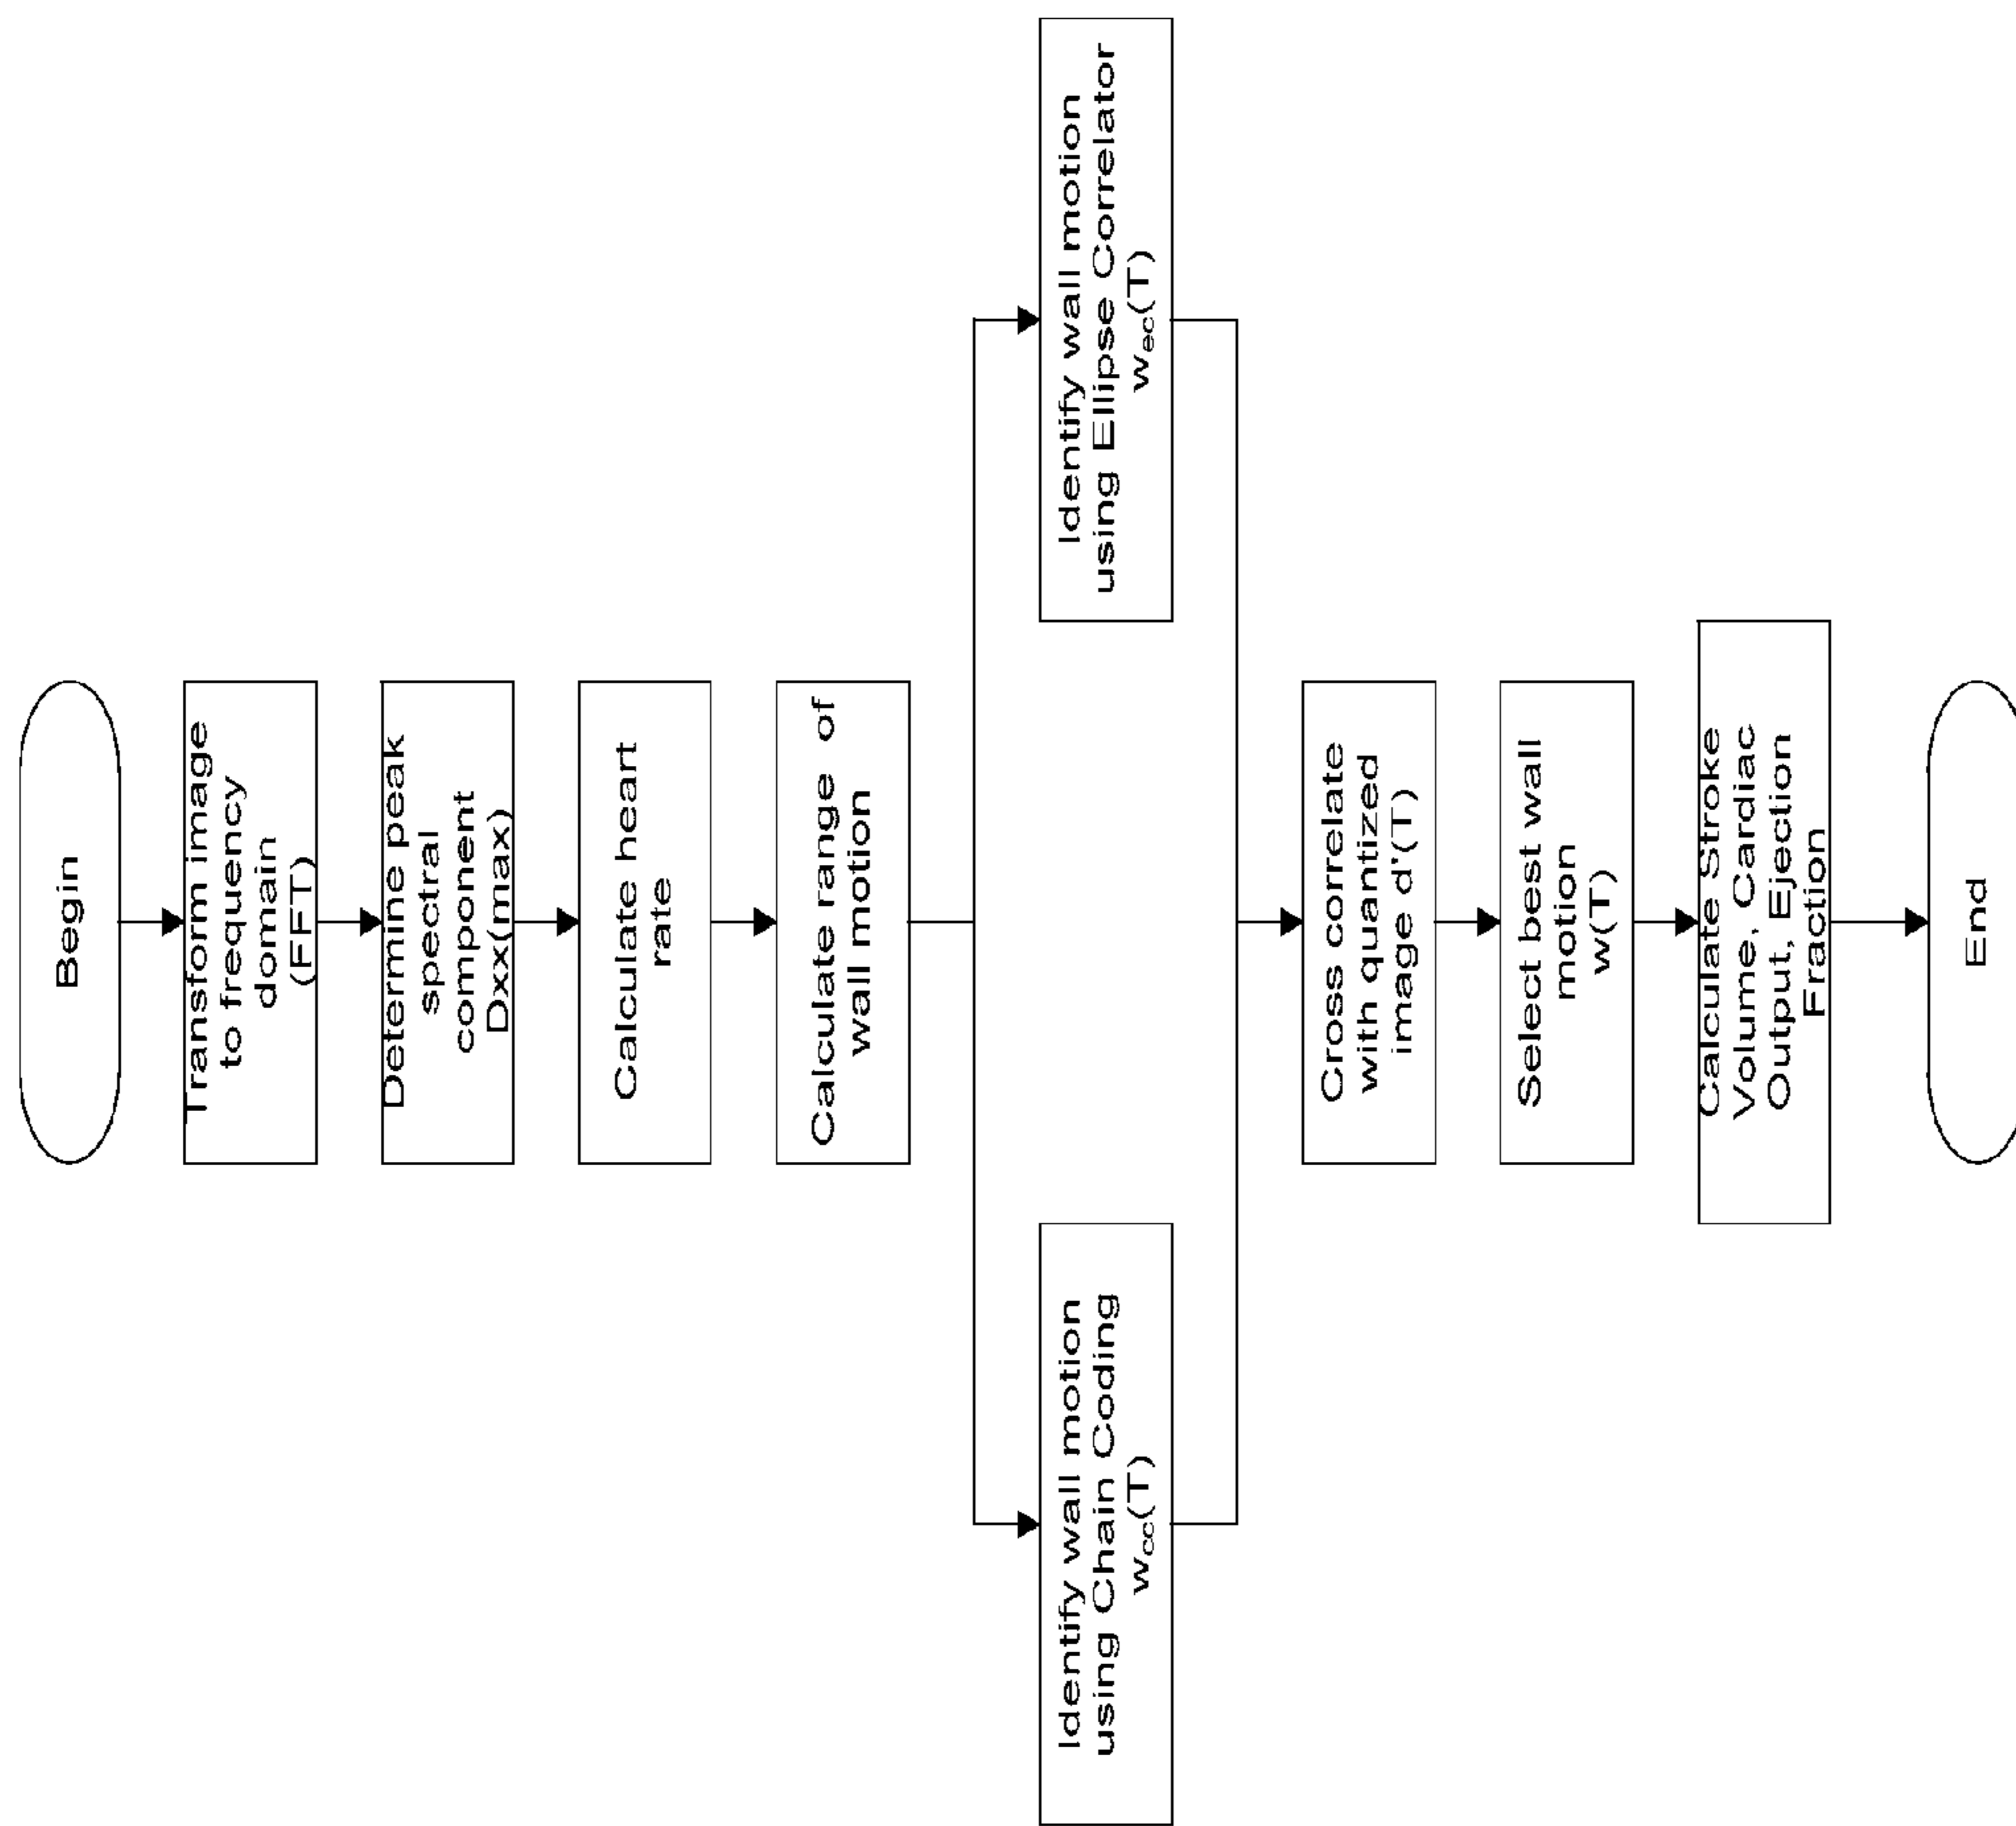 Begin
Transform image
to frequency
domain
(FFT)
Determine peak
spectral
component
Dxx(max)
Calculate heart
rate
Calculate range of
wall motion
Identify wall motion
using Chain Coding
w_cc(T)
Identify wall motion
using Ellipse Correlator
w_ec(T)
Cross correlate
with quantized
image d'(T)
Select best wall
motion
w(T)
Calculate Stroke
Volume, Cardiac
Output, Ejection
Fraction
End